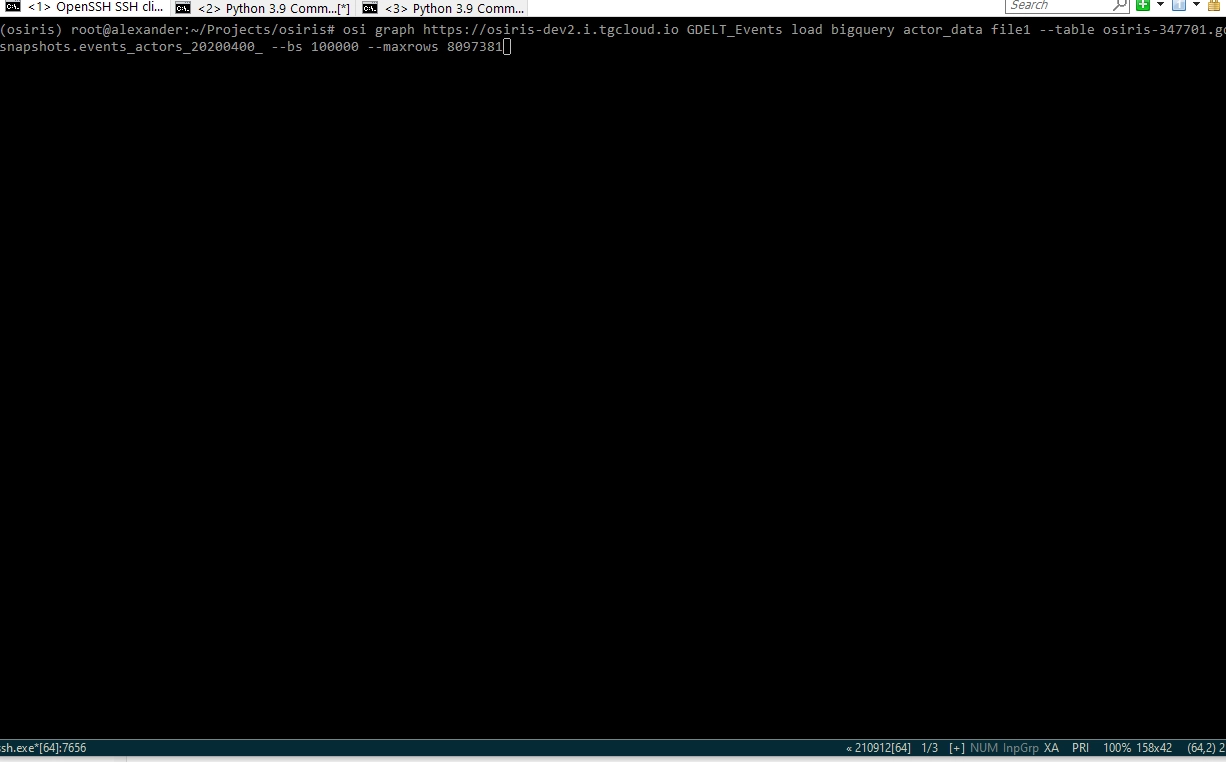 <1> OpenSSH SSH cli...
<2> Python 3.9 Comm...[*]
<3> Python 3.9 Comm...
Search
(osiris) root@alexander:~/Projects/osiris# osi graph https://osiris-dev2.i.tgcloud.io GDELT_Events load bigquery actor_data file1 --table osiris-347701.gd
snapshots.events_actors_20200400_ --bs 100000 --maxrows 8097381
ssh.exe*[64]:7656
« 210912[64] 1/3 [+] NUM InpGrp XA PRI 100% 158x42 (64,2) 2